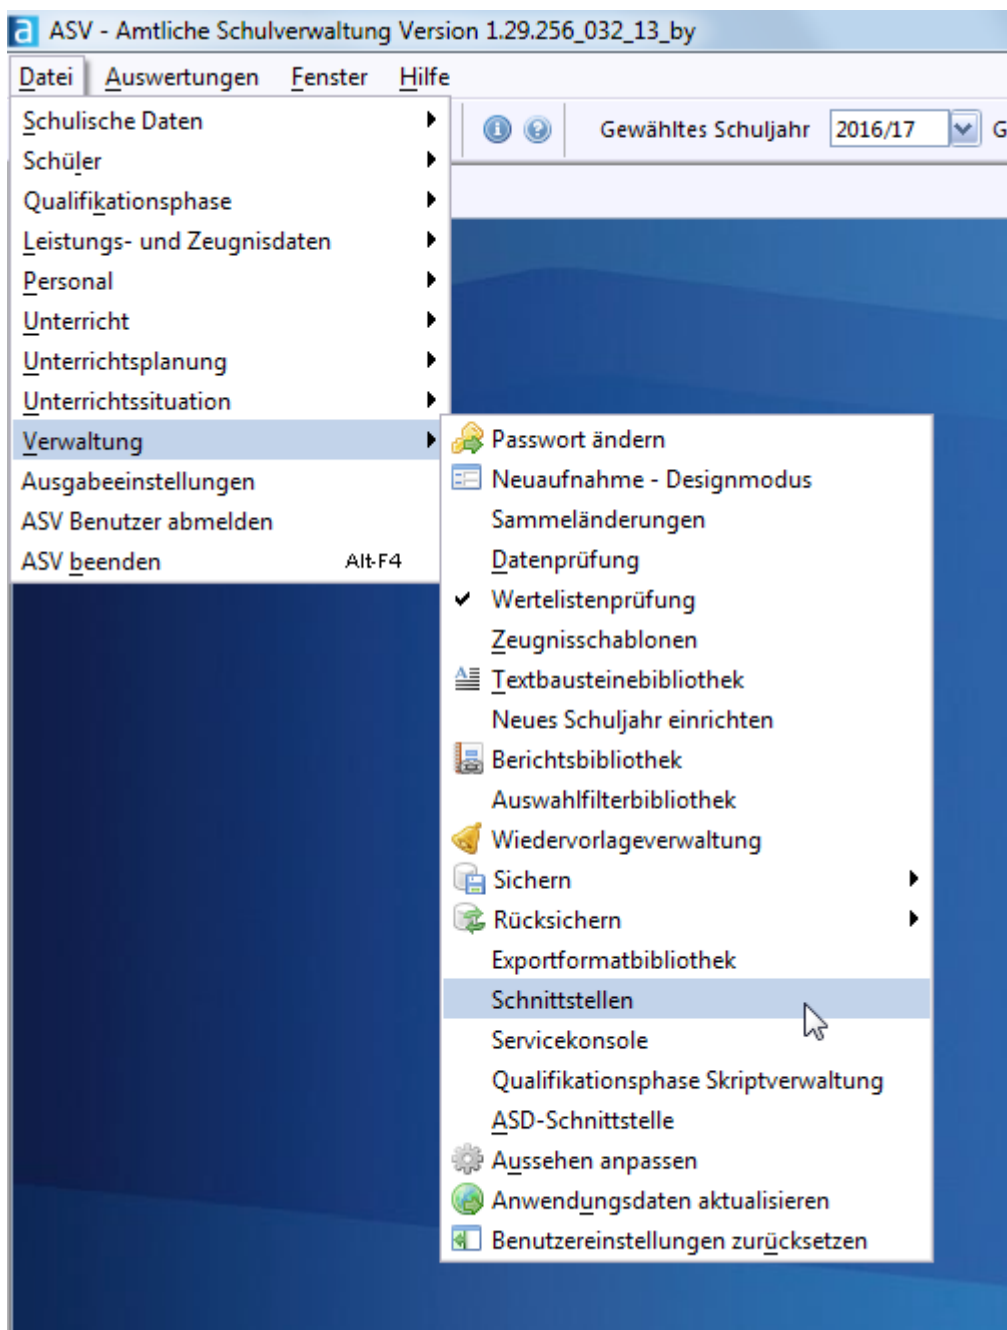 a ASV - Amtliche Schulverwaltung Version 1.29.256_032_13_by
Datei Auswertungen Fenster Hilfe
Gewähltes Schuljahr 2016/17 G
Schulische Daten
Schüler
Qualifikationsphase
Leistungs- und Zeugnisdaten
Personal
Unterricht
Unterrichtsplanung
Unterrichtssituation
Verwaltung
Ausgabeeinstellungen
ASV Benutzer abmelden
ASV beenden Alt-F4
Passwort ändern
Neuaufnahme - Designmodus
Sammeländerungen
Datenprüfung
Wertelistenprüfung
Zeugnisschablonen
Textbausteinebibliothek
Neues Schuljahr einrichten
Berichtsbibliothek
Auswahlfilterbibliothek
Wiedervorlageverwaltung
Sichern
Rücksichern
Exportformatbibliothek
Schnittstellen
Servicekonsole
Qualifikationsphase Skriptverwaltung
ASD-Schnittstelle
Aussehen anpassen
Anwendungsdaten aktualisieren
Benutzereinstellungen zurücksetzen